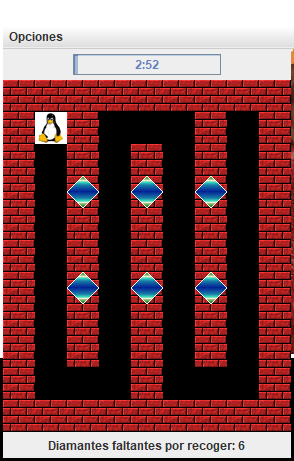 Opciones
2:52
Diamantes faltantes por recoger: 6